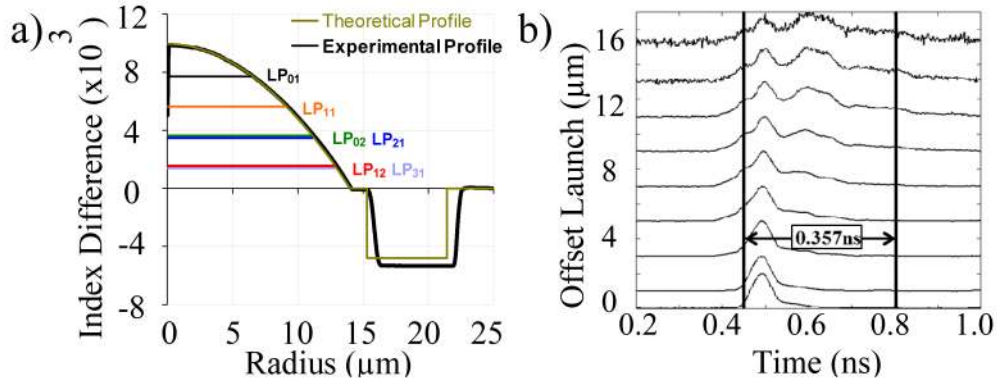 a)
3
Index Difference (x10 )
12
8
4
0
-4
-8
Theoretical Profile
Experimental Profile
LP01
LP11
LP02 LP21
LP12 LP31
0 5 10 15 20 25
Radius (µm)
b)
Offset Launch (µm)
16
12
8
4
0
0.357ns
0.2 0.4 0.6 0.8 1.0
Time (ns)